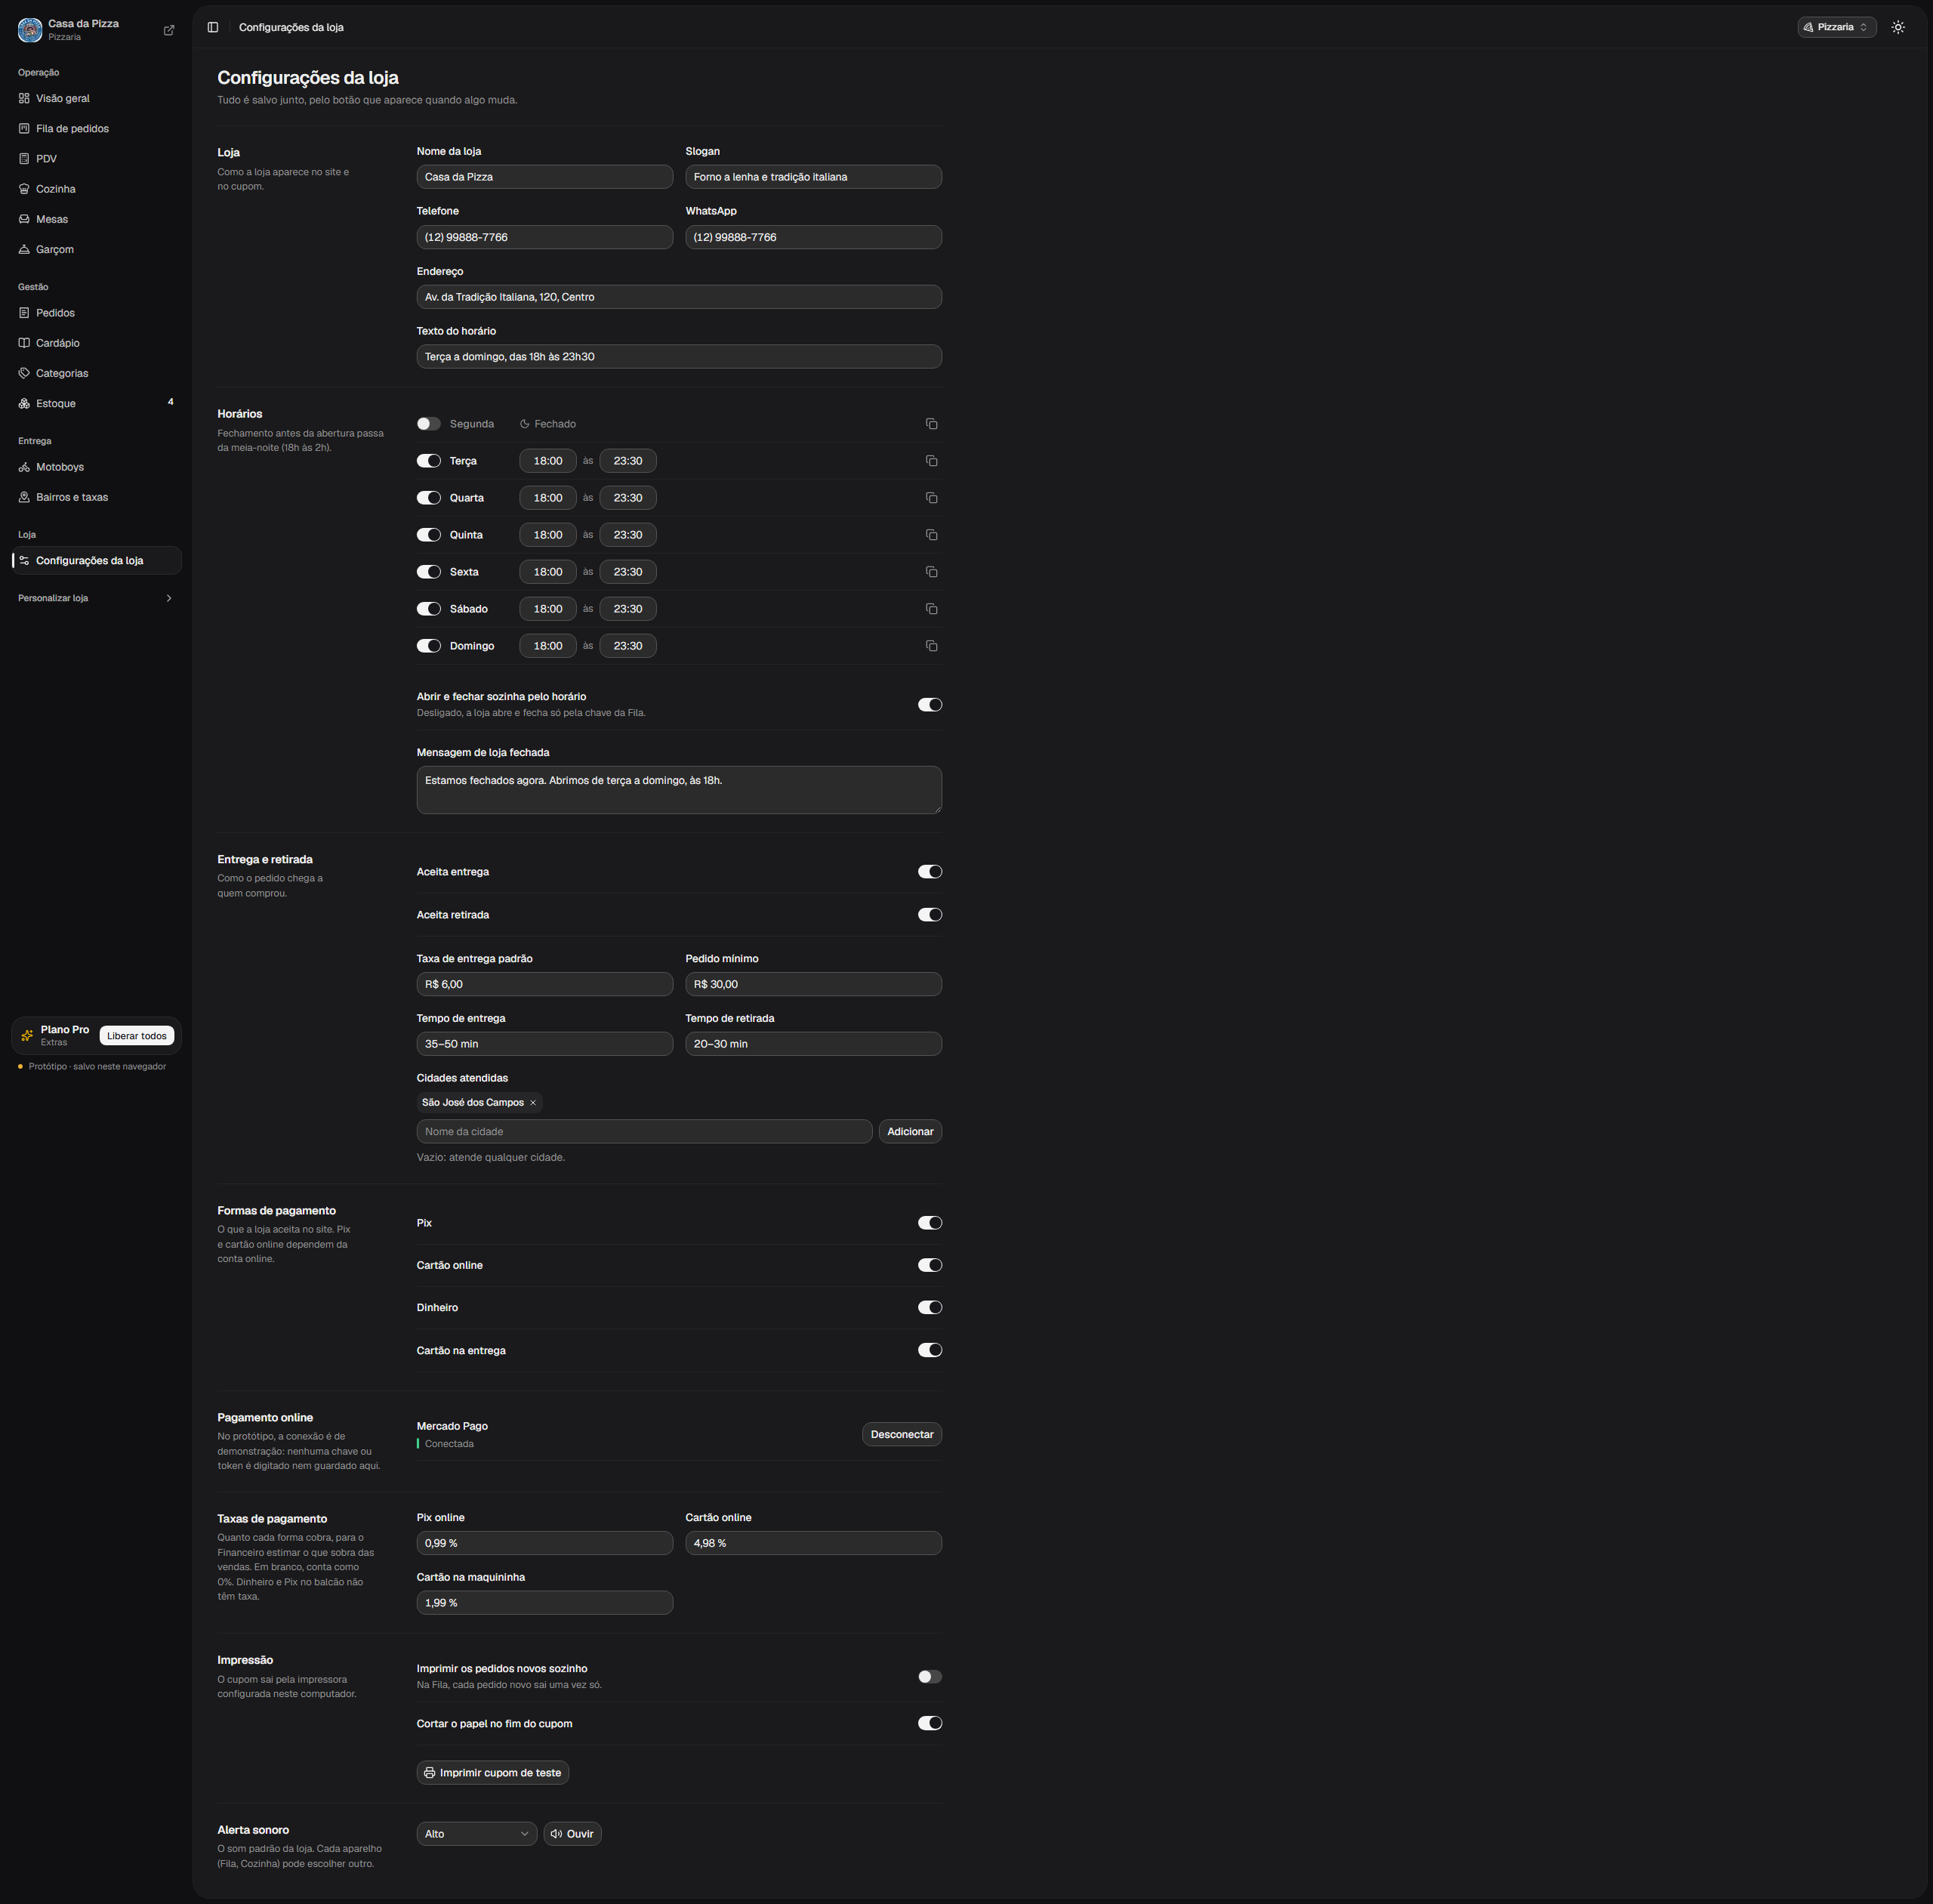 Casa da Pizza
Pizzaria
Operação
Visão geral
Fila de pedidos
PDV
Cozinha
Mesas
Garçom
Gestão
Pedidos
Cardápio
Categorias
Estoque 4
Entrega
Motoboys
Bairros e taxas
Loja
Configurações da loja
Personalizar loja
Plano Pro
Extras
Liberar todos
Protótipo · salvo neste navegador
Configurações da loja
Pizzaria
Configurações da loja
Tudo é salvo junto, pelo botão que aparece quando algo muda.
Loja
Como a loja aparece no site e
no cupom.
Nome da loja
Casa da Pizza
Slogan
Forno a lenha e tradição italiana
Telefone
(12) 99888-7766
WhatsApp
(12) 99888-7766
Endereço
Av. da Tradição Italiana, 120, Centro
Texto do horário
Terça a domingo, das 18h às 23h30
Horários
Fechamento antes da abertura passa
da meia-noite (18h às 2h).
Segunda Fechado
Terça 18:00 às 23:30
Quarta 18:00 às 23:30
Quinta 18:00 às 23:30
Sexta 18:00 às 23:30
Sábado 18:00 às 23:30
Domingo 18:00 às 23:30
Abrir e fechar sozinha pelo horário
Desligado, a loja abre e fecha só pela chave da Fila.
Mensagem de loja fechada
Estamos fechados agora. Abrimos de terça a domingo, às 18h.
Entrega e retirada
Como o pedido chega a
quem comprou.
Aceita entrega
Aceita retirada
Taxa de entrega padrão
R$ 6,00
Pedido mínimo
R$ 30,00
Tempo de entrega
35–50 min
Tempo de retirada
20–30 min
Cidades atendidas
São José dos Campos ×
Nome da cidade
Adicionar
Vazio: atende qualquer cidade.
Formas de pagamento
O que a loja aceita no site. Pix
e cartão online dependem da
conta online.
Pix
Cartão online
Dinheiro
Cartão na entrega
Pagamento online
No protótipo, a conexão é de
demonstração: nenhuma chave ou
token é digitado nem guardado aqui.
Mercado Pago
Conectada
Desconectar
Taxas de pagamento
Quanto cada forma cobra, para o
Financeiro estimar o que sobra das
vendas. Em branco, conta como
0%. Dinheiro e Pix no balcão não
têm taxa.
Pix online
0,99 %
Cartão online
4,98 %
Cartão na maquininha
1,99 %
Impressão
O cupom sai pela impressora
configurada neste computador.
Imprimir os pedidos novos sozinho
Na Fila, cada pedido novo sai uma vez só.
Cortar o papel no fim do cupom
Imprimir cupom de teste
Alerta sonoro
O som padrão da loja. Cada aparelho
(Fila, Cozinha) pode escolher outro.
Alto
Ouvir